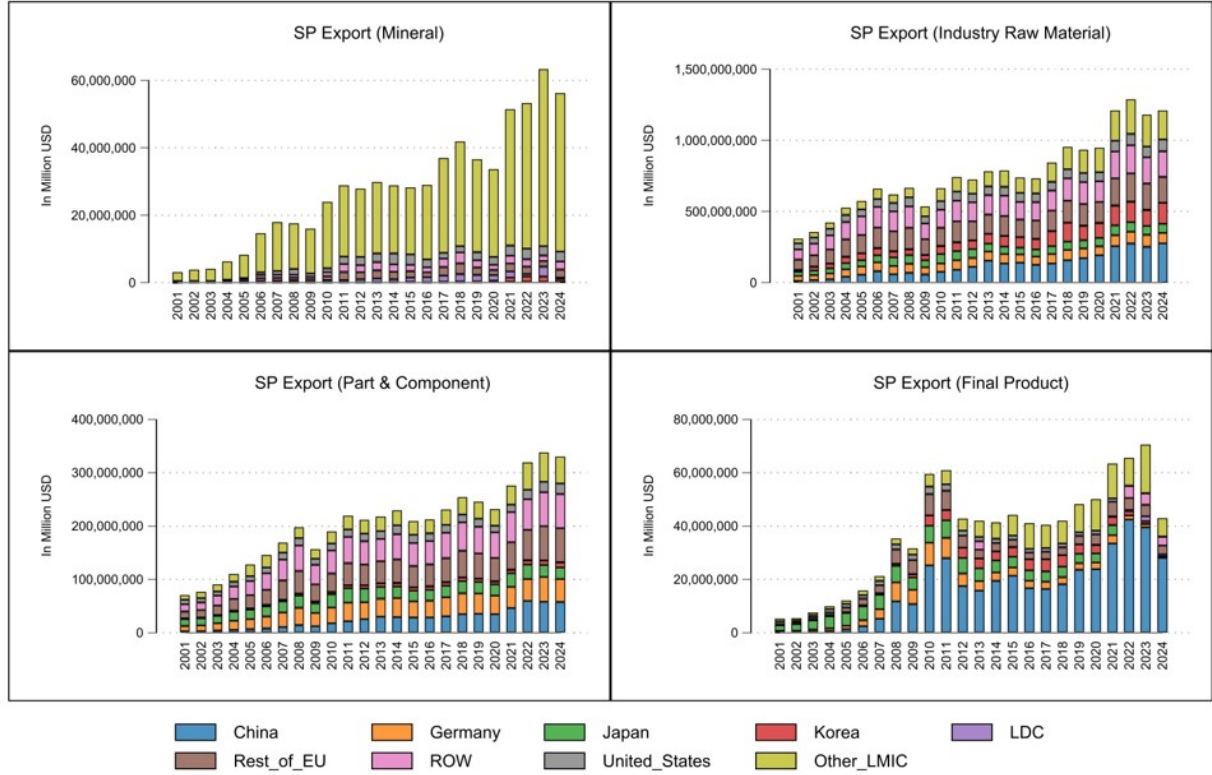 SP Export (Mineral)
In Million USD
60,000,000
40,000,000
20,000,000
0
2001 2002 2003 2004 2005 2006 2007 2008 2009 2010 2011 2012 2013 2014 2015 2016 2017 2018 2019 2020 2021 2022 2023 2024
SP Export (Industry Raw Material)
In Million USD
1,500,000,000
1,000,000,000
500,000,000
0
2001 2002 2003 2004 2005 2006 2007 2008 2009 2010 2011 2012 2013 2014 2015 2016 2017 2018 2019 2020 2021 2022 2023 2024
SP Export (Part & Component)
In Million USD
400,000,000
300,000,000
200,000,000
100,000,000
0
2001 2002 2003 2004 2005 2006 2007 2008 2009 2010 2011 2012 2013 2014 2015 2016 2017 2018 2019 2020 2021 2022 2023 2024
SP Export (Final Product)
In Million USD
80,000,000
60,000,000
40,000,000
20,000,000
0
2001 2002 2003 2004 2005 2006 2007 2008 2009 2010 2011 2012 2013 2014 2015 2016 2017 2018 2019 2020 2021 2022 2023 2024
China Germany Japan Korea LDC
Rest_of_EU ROW United_States Other_LMIC